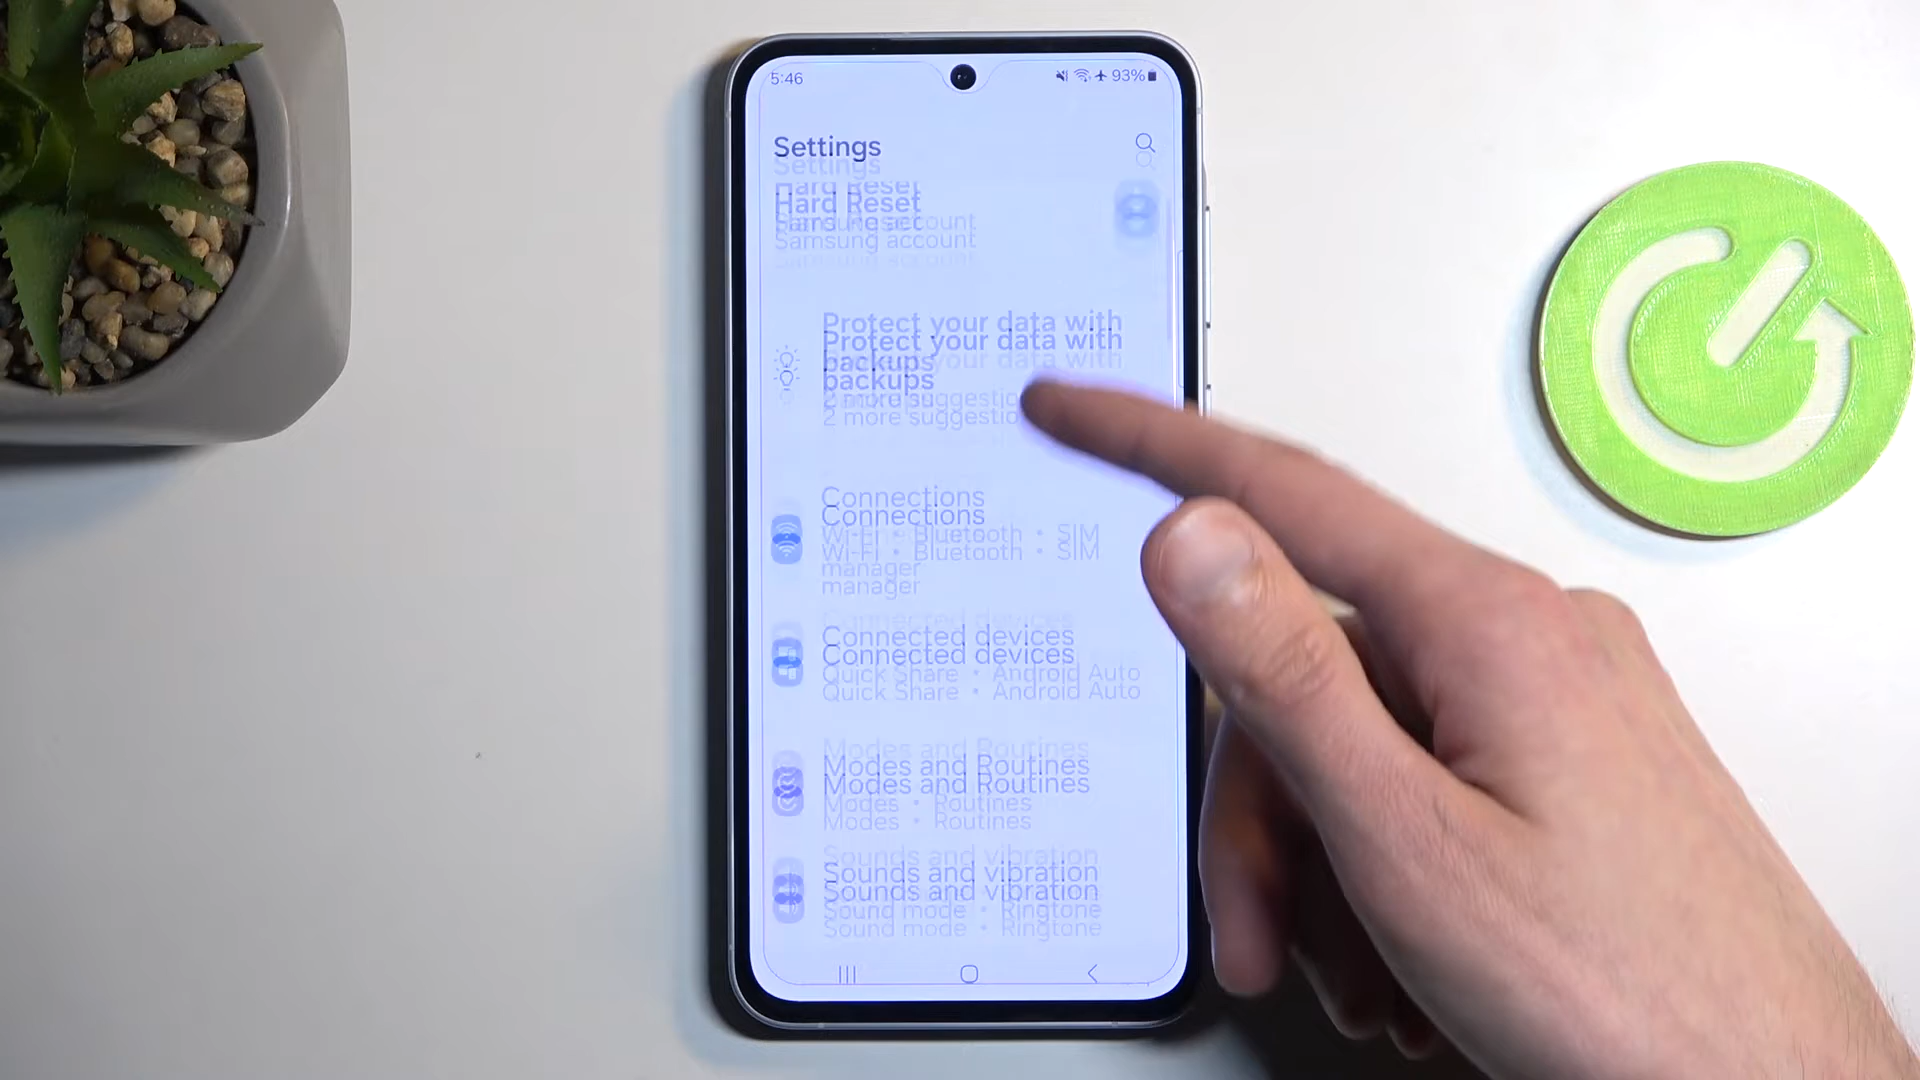 5:46
93%
Settings
Hard Reset
Samsung account
Protect your data with
backups
2 more suggestio
Connections
Wi-Fi • Bluetooth • SIM
manager
Connected devices
Quick Share • Android Auto
Modes and Routines
Modes • Routines
Sounds and vibration
Sound mode • Ringtone